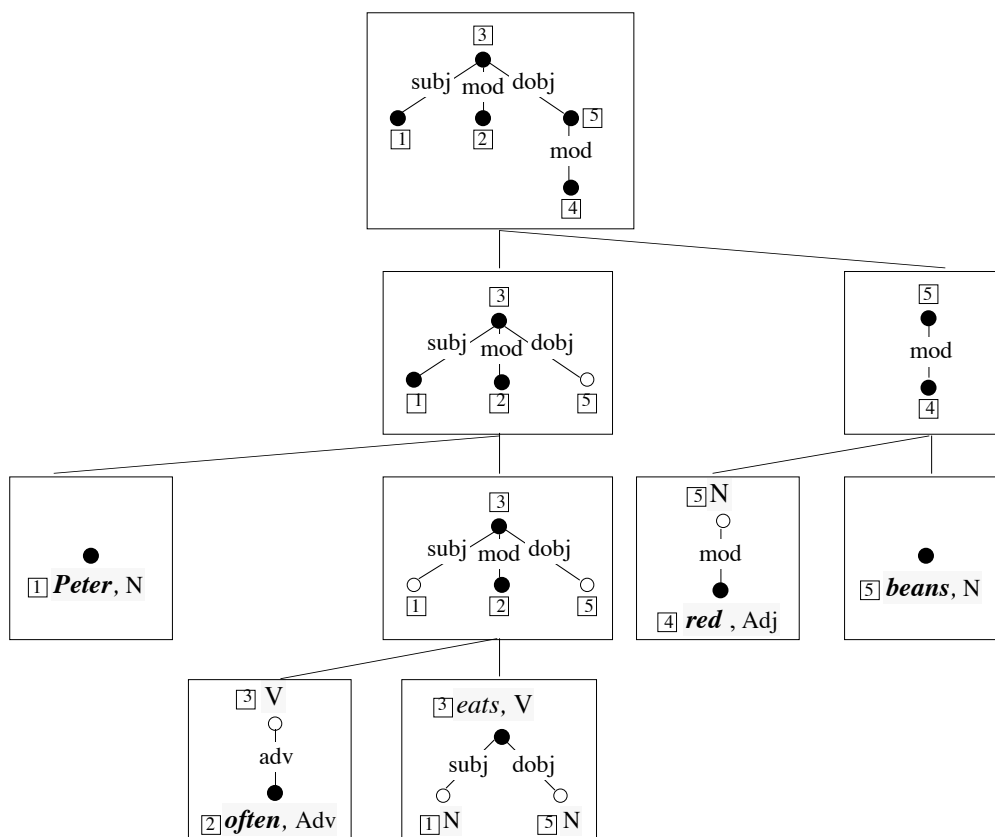 3
subj mod dobj
1 2 5
mod
4
3
subj mod dobj
1 2 5
5
mod
4
1 Peter, N
3
subj mod dobj
1 2 5
5 N
mod
4 red , Adj
5 beans, N
3 V
adv
2 often, Adv
3 eats, V
subj dobj
1 N 5 N